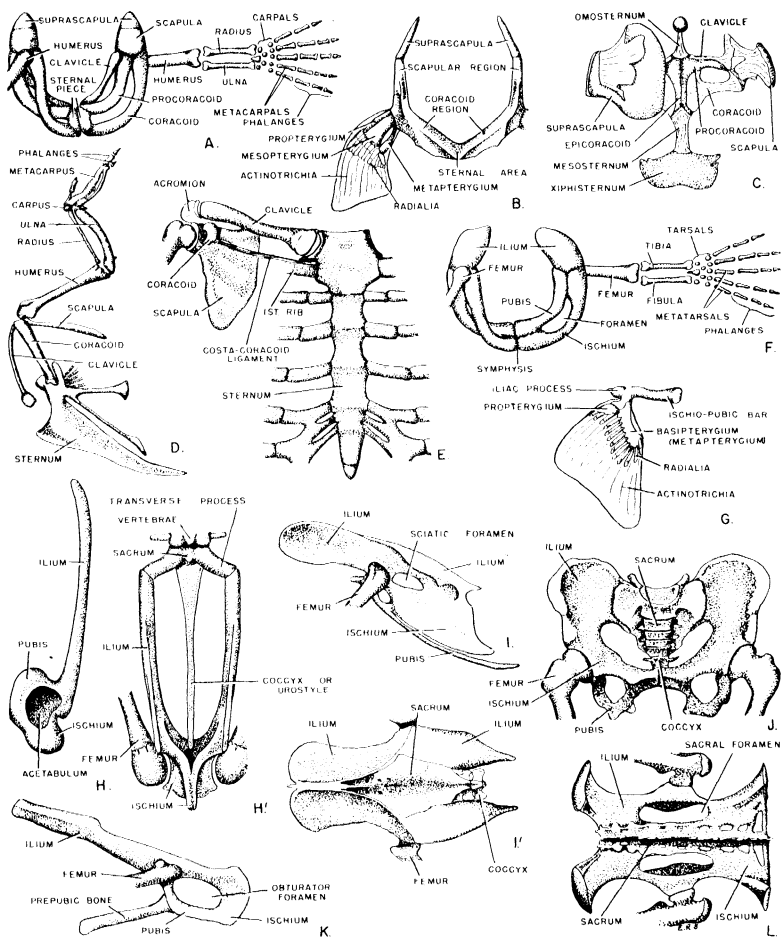 SUPRASCAPULA
SCAPULA
CARPALS
RADIUS
HUMERUS
CLAVICLE
STERNAL
PIECE
HUMERUS
ULNA
METACARPALS
PHALANGES
PROCORACOID
CORACOID
A.
SUPRASCAPULA
SCAPULAR REGION
CORACOID
REGION
PROPTERYGIUM
MESOPTERYGIUM
ACTINOTRICHIA
STERNAL AREA
METAPTERYGIUM
RADIALIA
B.
OMOSTERNUM
CLAVICLE
SUPRASCAPULA
EPICORACOID
MESOSTERNUM
XIPHISTERNUM
CORACOID
PROCORACOID
SCAPULA
C.
PHALANGES
METACARPUS
CARPUS
ULNA
RADIUS
HUMERUS
SCAPULA
CORACOID
CLAVICLE
STERNUM
D.
ACROMION
CLAVICLE
CORACOID
SCAPULA
IST RIB
COSTA-CORACOID
LIGAMENT
STERNUM
E.
ILIUM
FEMUR
PUBIS
TARSALS
TIBIA
FEMUR
FIBULA
METATARSALS
PHALANGES
FORAMEN
ISCHIUM
SYMPHYSIS
F.
ILIAC PROCESS
PROPTERYGIUM
ISCHIO-PUBIC BAR
BASIPTERYGIUM
(METAPTERYGIUM)
RADIALIA
ACTINOTRICHIA
G.
ILIUM
PUBIS
ISCHIUM
ACETABULUM
H.
TRANSVERSE PROCESS
VERTEBRAE
SACRUM
ILIUM
COCCYX OR
UROSTYLE
FEMUR
ISCHIUM
H.'
ILIUM
SCIATIC FORAMEN
ILIUM
FEMUR
ISCHIUM
PUBIS
I.
SACRUM
ILIUM
ILIUM
COCCYX
FEMUR
I.'
ILIUM
SACRUM
FEMUR
ISCHIUM
PUBIS
COCCYX
J.
ILIUM
FEMUR
PREPUBIC BONE
PUBIS
OBTURATOR
FORAMEN
ISCHIUM
K.
ILIUM
SACRAL FORAMEN
SACRUM
ISCHIUM
E.R.S
L.